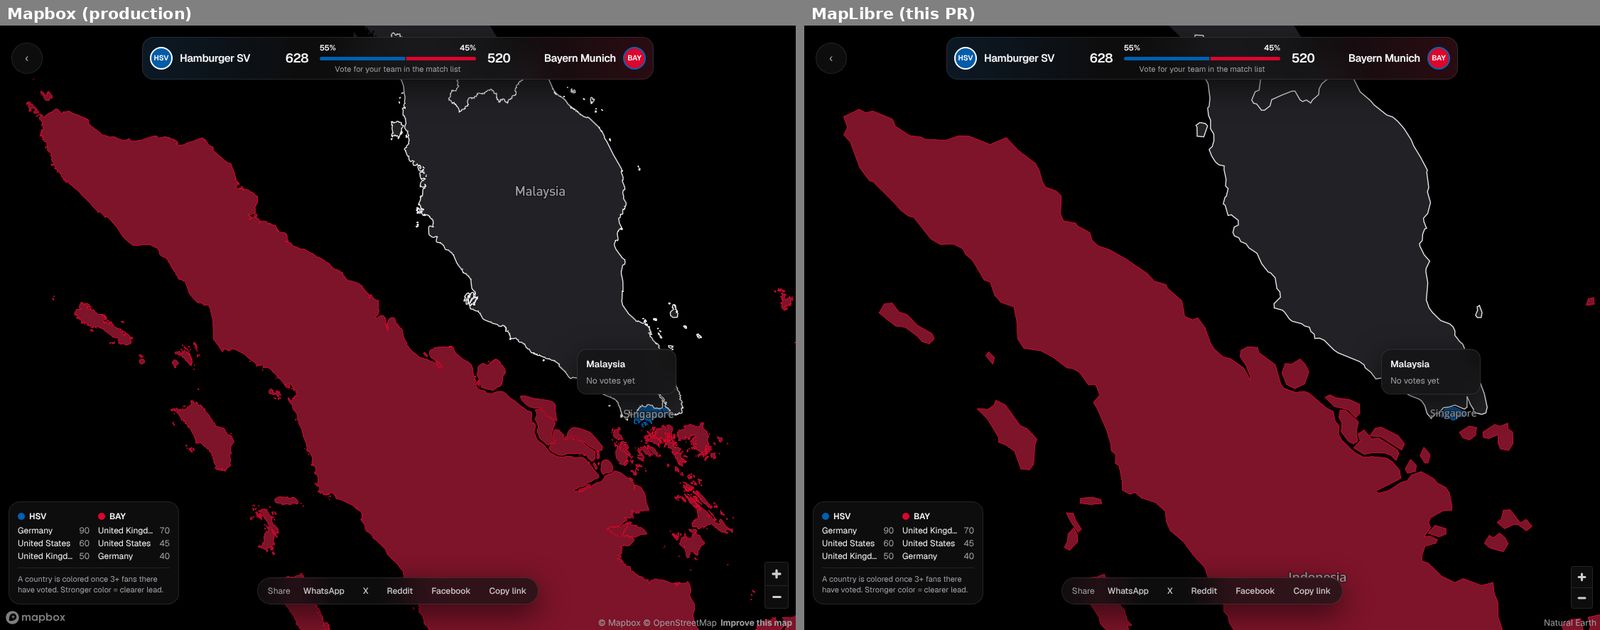 Mapbox (production)
‹
HSV
Hamburger SV
628
55%
45%
Vote for your team in the match list
520
Bayern Munich
BAY
Malaysia
Malaysia
No votes yet
Singapore
HSV
BAY
Germany 90 United Kingd... 70
United States 60 United States 45
United Kingd... 50 Germany 40
A country is colored once 3+ fans there
have voted. Stronger color = clearer lead.
Share WhatsApp X Reddit Facebook Copy link
+
−
mapbox
© Mapbox © OpenStreetMap Improve this map
MapLibre (this PR)
‹
HSV
Hamburger SV
628
55%
45%
Vote for your team in the match list
520
Bayern Munich
BAY
Malaysia
No votes yet
Singapore
HSV
BAY
Germany 90 United Kingd... 70
United States 60 United States 45
United Kingd... 50 Germany 40
A country is colored once 3+ fans there
have voted. Stronger color = clearer lead.
Indonesia
Share WhatsApp X Reddit Facebook Copy link
+
−
Natural Earth